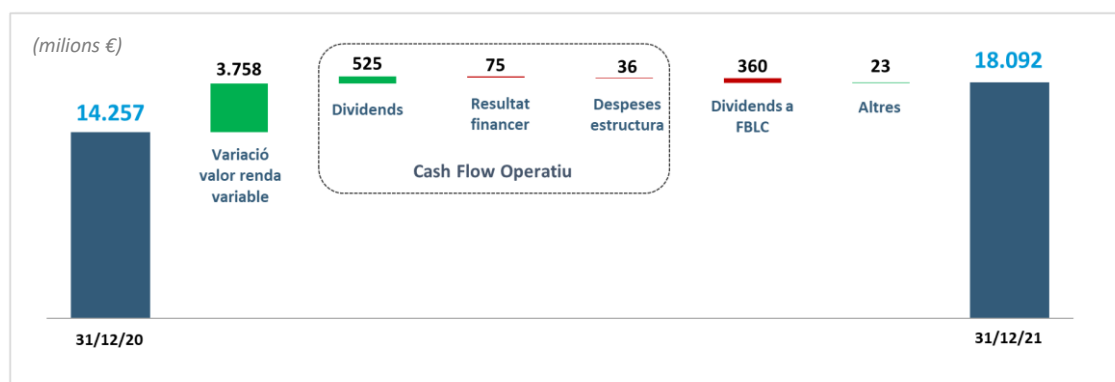 (milions €)
14.257
3.758
Variació
valor renda
variable
525
Dividends
75
Resultat
financer
36
Despeses
estructura
Cash Flow Operatiu
360
Dividends a
FBLC
23
Altres
18.092
31/12/20
31/12/21